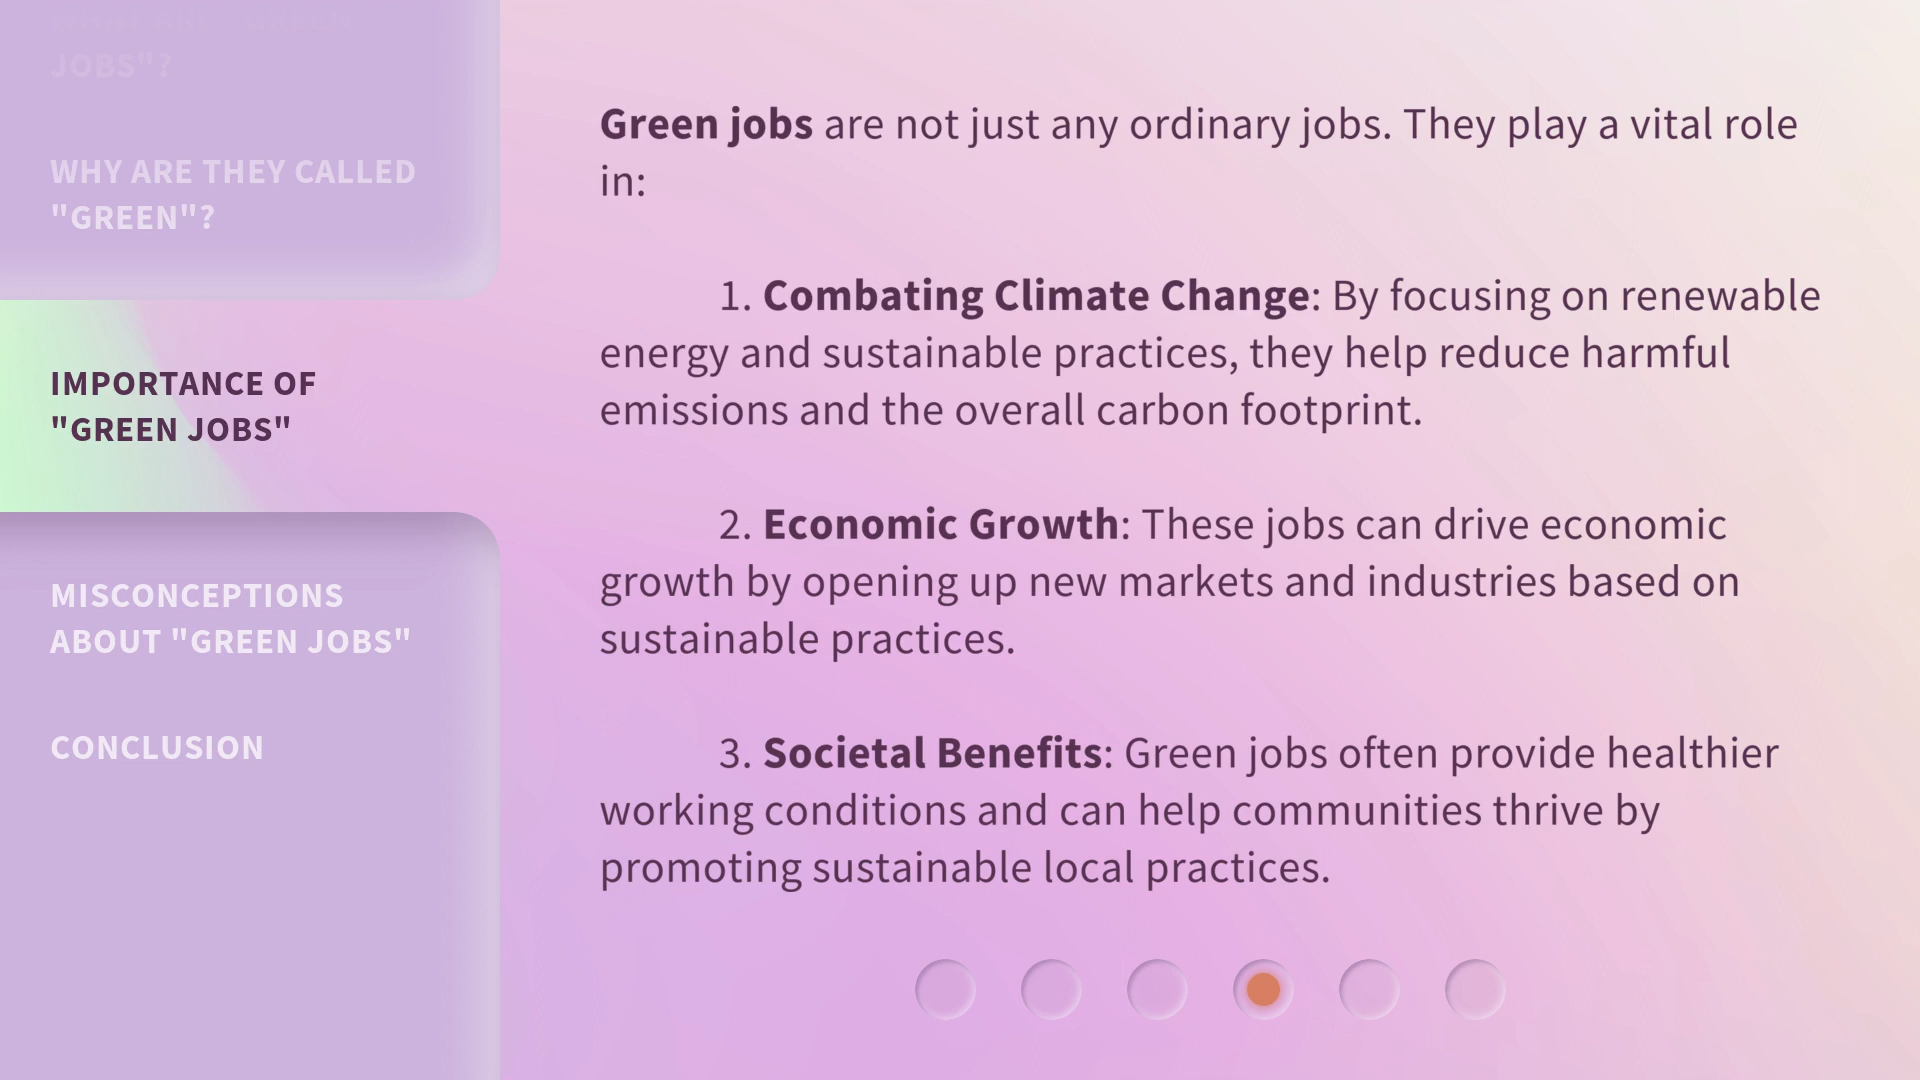 JOBS"?
WHY ARE THEY CALLED
"GREEN"?
IMPORTANCE OF
"GREEN JOBS"
MISCONCEPTIONS
ABOUT "GREEN JOBS"
CONCLUSION
Green jobs are not just any ordinary jobs. They play a vital role
in:
1. Combating Climate Change: By focusing on renewable
energy and sustainable practices, they help reduce harmful
emissions and the overall carbon footprint.
2. Economic Growth: These jobs can drive economic
growth by opening up new markets and industries based on
sustainable practices.
3. Societal Benefits: Green jobs often provide healthier
working conditions and can help communities thrive by
promoting sustainable local practices.